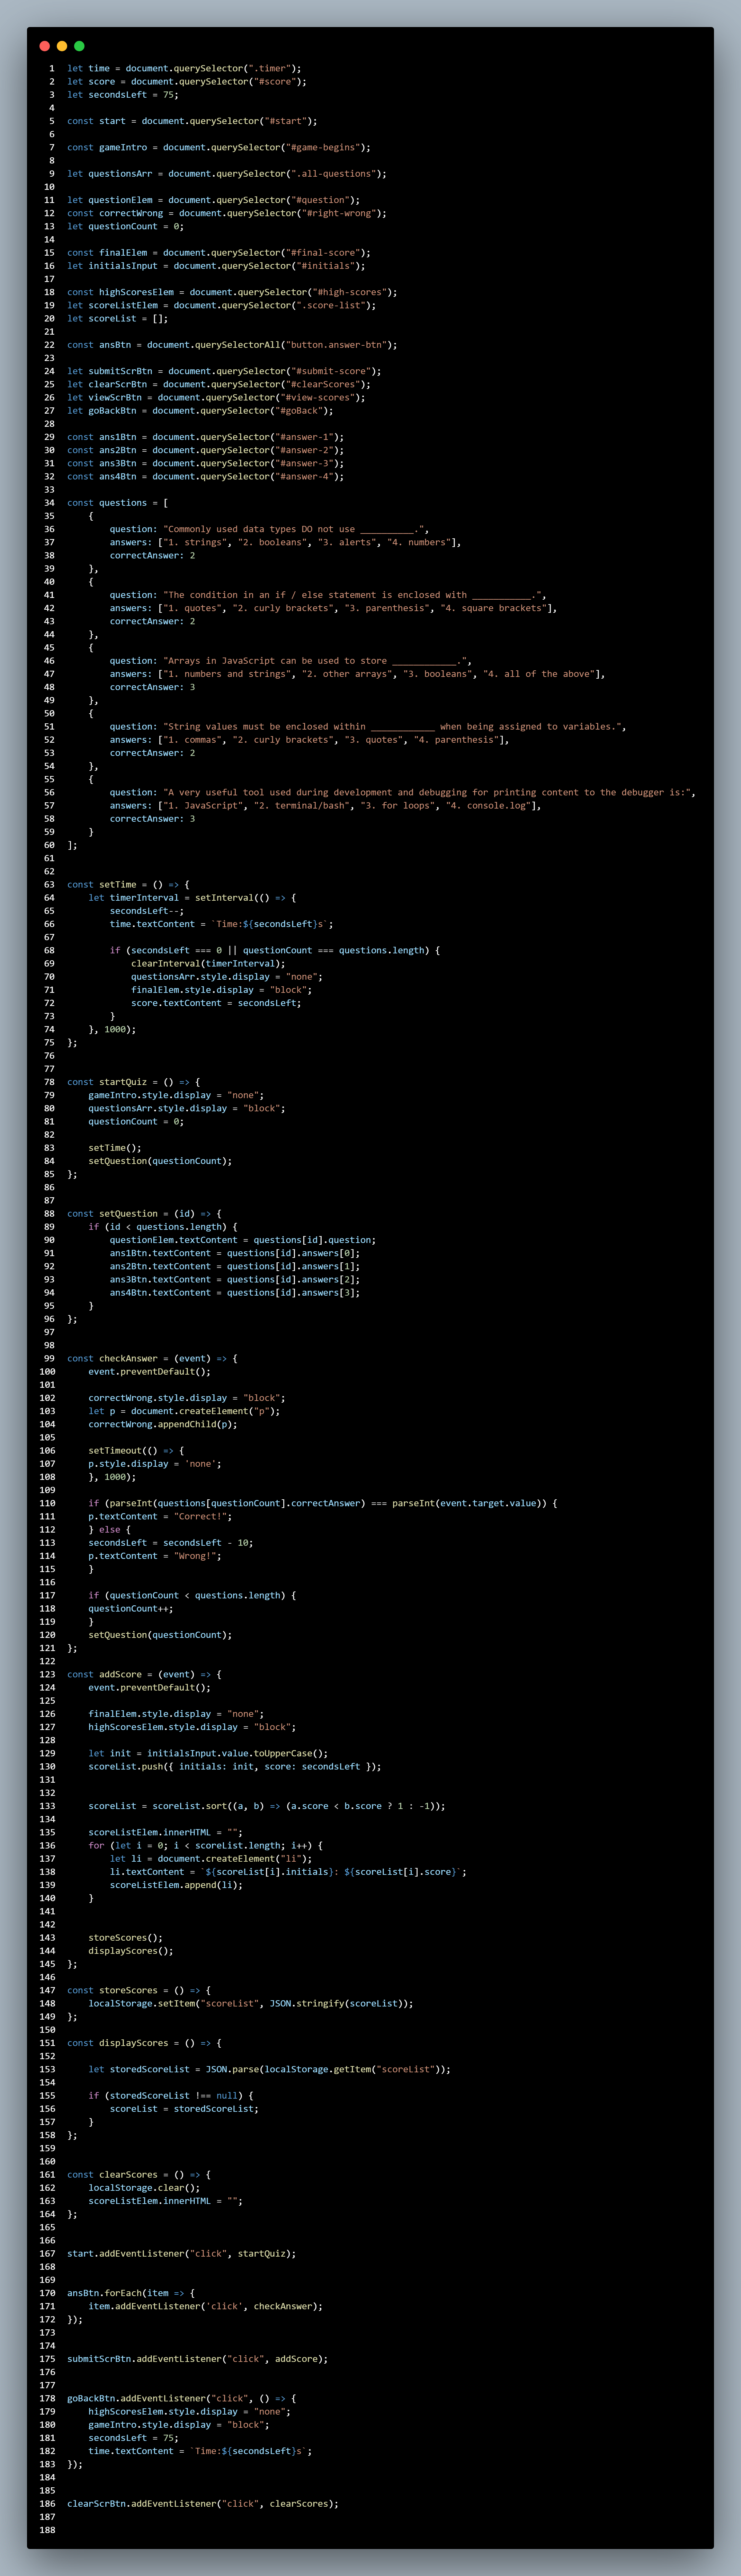 1 let time = document.querySelector(".timer");
2 let score = document.querySelector("#score");
3 let secondsLeft = 75;
4
5 const start = document.querySelector("#start");
6
7 const gameIntro = document.querySelector("#game-begins");
8
9 let questionsArr = document.querySelector(".all-questions");
10
11 let questionElem = document.querySelector("#question");
12 const correctWrong = document.querySelector("#right-wrong");
13 let questionCount = 0;
14
15 const finalElem = document.querySelector("#final-score");
16 let initialsInput = document.querySelector("#initials");
17
18 const highScoresElem = document.querySelector("#high-scores");
19 let scoreListElem = document.querySelector(".score-list");
20 let scoreList = [];
21
22 const ansBtn = document.querySelectorAll("button.answer-btn");
23
24 let submitScrBtn = document.querySelector("#submit-score");
25 let clearScrBtn = document.querySelector("#clearScores");
26 let viewScrBtn = document.querySelector("#view-scores");
27 let goBackBtn = document.querySelector("#goBack");
28
29 const ans1Btn = document.querySelector("#answer-1");
30 const ans2Btn = document.querySelector("#answer-2");
31 const ans3Btn = document.querySelector("#answer-3");
32 const ans4Btn = document.querySelector("#answer-4");
33
34 const questions = [
35     {
36         question: "Commonly used data types DO not use __________.",
37         answers: ["1. strings", "2. booleans", "3. alerts", "4. numbers"],
38         correctAnswer: 2
39     },
40     {
41         question: "The condition in an if / else statement is enclosed with ___________.",
42         answers: ["1. quotes", "2. curly brackets", "3. parenthesis", "4. square brackets"],
43         correctAnswer: 2
44     },
45     {
46         question: "Arrays in JavaScript can be used to store ____________.",
47         answers: ["1. numbers and strings", "2. other arrays", "3. booleans", "4. all of the above"],
48         correctAnswer: 3
49     },
50     {
51         question: "String values must be enclosed within ____________ when being assigned to variables.",
52         answers: ["1. commas", "2. curly brackets", "3. quotes", "4. parenthesis"],
53         correctAnswer: 2
54     },
55     {
56         question: "A very useful tool used during development and debugging for printing content to the debugger is:",
57         answers: ["1. JavaScript", "2. terminal/bash", "3. for loops", "4. console.log"],
58         correctAnswer: 3
59     }
60 ];
61
62
63 const setTime = () => {
64     let timerInterval = setInterval(() => {
65         secondsLeft--;
66         time.textContent = `Time:${secondsLeft}s`;
67
68         if (secondsLeft === 0 || questionCount === questions.length) {
69             clearInterval(timerInterval);
70             questionsArr.style.display = "none";
71             finalElem.style.display = "block";
72             score.textContent = secondsLeft;
73         }
74     }, 1000);
75 };
76
77
78 const startQuiz = () => {
79     gameIntro.style.display = "none";
80     questionsArr.style.display = "block";
81     questionCount = 0;
82
83     setTime();
84     setQuestion(questionCount);
85 };
86
87
88 const setQuestion = (id) => {
89     if (id < questions.length) {
90         questionElem.textContent = questions[id].question;
91         ans1Btn.textContent = questions[id].answers[0];
92         ans2Btn.textContent = questions[id].answers[1];
93         ans3Btn.textContent = questions[id].answers[2];
94         ans4Btn.textContent = questions[id].answers[3];
95     }
96 };
97
98
99 const checkAnswer = (event) => {
100     event.preventDefault();
101
102     correctWrong.style.display = "block";
103     let p = document.createElement("p");
104     correctWrong.appendChild(p);
105
106     setTimeout(() => {
107     p.style.display = 'none';
108     }, 1000);
109
110     if (parseInt(questions[questionCount].correctAnswer) === parseInt(event.target.value)) {
111     p.textContent = "Correct!";
112     } else {
113     secondsLeft = secondsLeft - 10;
114     p.textContent = "Wrong!";
115     }
116
117     if (questionCount < questions.length) {
118     questionCount++;
119     }
120     setQuestion(questionCount);
121 };
122
123 const addScore = (event) => {
124     event.preventDefault();
125
126     finalElem.style.display = "none";
127     highScoresElem.style.display = "block";
128
129     let init = initialsInput.value.toUpperCase();
130     scoreList.push({ initials: init, score: secondsLeft });
131
132
133     scoreList = scoreList.sort((a, b) => (a.score < b.score ? 1 : -1));
134
135     scoreListElem.innerHTML = "";
136     for (let i = 0; i < scoreList.length; i++) {
137         let li = document.createElement("li");
138         li.textContent = `${scoreList[i].initials}: ${scoreList[i].score}`;
139         scoreListElem.append(li);
140     }
141
142
143     storeScores();
144     displayScores();
145 };
146
147 const storeScores = () => {
148     localStorage.setItem("scoreList", JSON.stringify(scoreList));
149 };
150
151 const displayScores = () => {
152
153     let storedScoreList = JSON.parse(localStorage.getItem("scoreList"));
154
155     if (storedScoreList !== null) {
156         scoreList = storedScoreList;
157     }
158 };
159
160
161 const clearScores = () => {
162     localStorage.clear();
163     scoreListElem.innerHTML = "";
164 };
165
166
167 start.addEventListener("click", startQuiz);
168
169
170 ansBtn.forEach(item => {
171     item.addEventListener('click', checkAnswer);
172 });
173
174
175 submitScrBtn.addEventListener("click", addScore);
176
177
178 goBackBtn.addEventListener("click", () => {
179     highScoresElem.style.display = "none";
180     gameIntro.style.display = "block";
181     secondsLeft = 75;
182     time.textContent = `Time:${secondsLeft}s`;
183 });
184
185
186 clearScrBtn.addEventListener("click", clearScores);
187
188